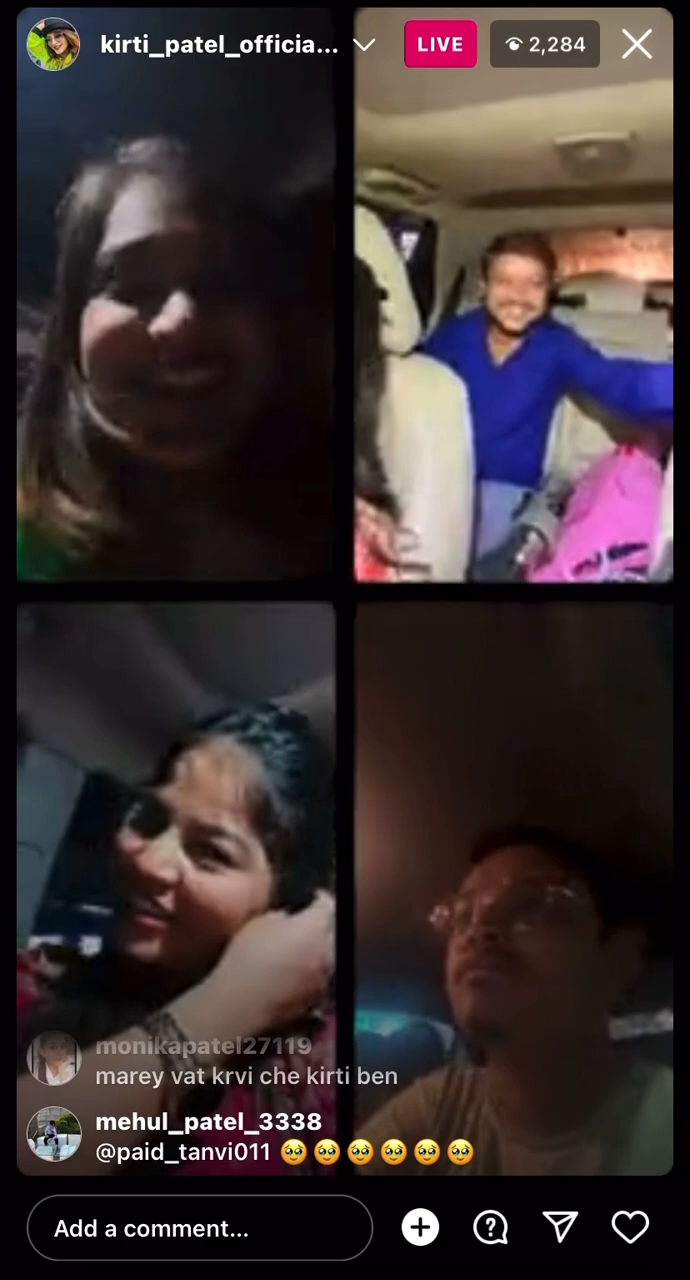 kirti_patel_officia...
LIVE
2,284
monikapatel27119
marey vat krvi che kirti ben
mehul_patel_3338
@paid_tanvi011 🥹🥹🥹🥹🥹🥹
Add a comment...